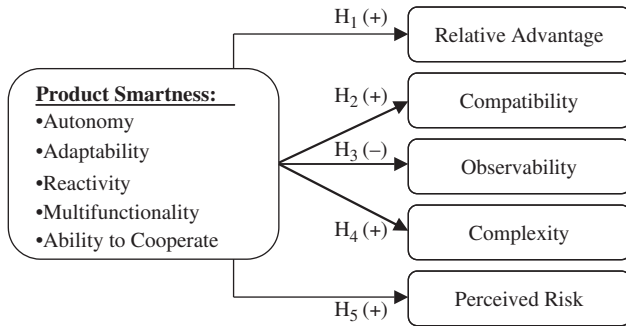 Product Smartness:
•Autonomy
•Adaptability
•Reactivity
•Multifunctionality
•Ability to Cooperate
H1 (+)
Relative Advantage
H2 (+)
Compatibility
H3 (–)
Observability
H4 (+)
Complexity
H5 (+)
Perceived Risk